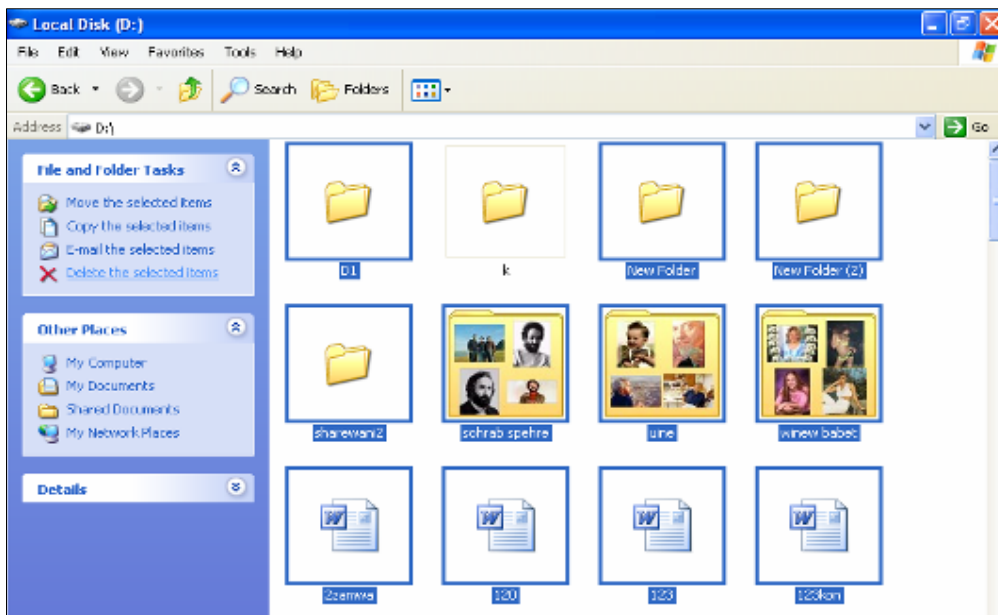 Local Disk (D:)
File Edit View Favorites Tools Help
Back Search Folders
Address D:\ Go
File and Folder Tasks
Move the selected items
Copy the selected items
E-mail the selected items
Delete the selected items
Other Places
My Computer
My Documents
Shared Documents
My Network Places
Details
D1 k New Folder New Folder (2)
sharewani2 sohrab spehre winew babet
2zamwa 120 123 123kon